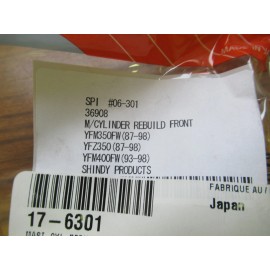 SPI #06-301
36908
M/CYLINDER REBUILD FRONT
YFM350FW(87-98)
YFZ350(87-98)
YFM400FW(93-98)
SHINDY PRODUCTS
FABRIQUE AU /
Japan
17-6301